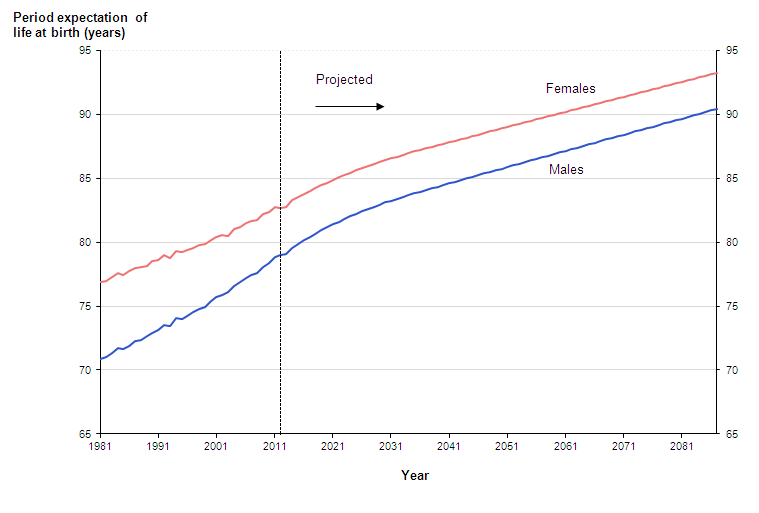 Period expectation of
life at birth (years)
95 95
Projected
Females
90 90
Males
85 85
80 80
75 75
70 70
65 65
1981 1991 2001 2011 2021 2031 2041 2051 2061 2071 2081
Year